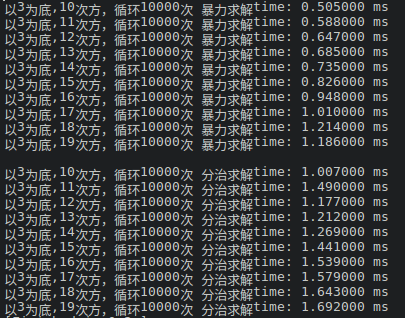 以3为底,10次方，循环10000次 暴力求解time: 0.505000 ms
以3为底,11次方，循环10000次 暴力求解time: 0.588000 ms
以3为底,12次方，循环10000次 暴力求解time: 0.647000 ms
以3为底,13次方，循环10000次 暴力求解time: 0.685000 ms
以3为底,14次方，循环10000次 暴力求解time: 0.735000 ms
以3为底,15次方，循环10000次 暴力求解time: 0.826000 ms
以3为底,16次方，循环10000次 暴力求解time: 0.948000 ms
以3为底,17次方，循环10000次 暴力求解time: 1.010000 ms
以3为底,18次方，循环10000次 暴力求解time: 1.214000 ms
以3为底,19次方，循环10000次 暴力求解time: 1.186000 ms
以3为底,10次方，循环10000次 分治求解time: 1.007000 ms
以3为底,11次方，循环10000次 分治求解time: 1.490000 ms
以3为底,12次方，循环10000次 分治求解time: 1.177000 ms
以3为底,13次方，循环10000次 分治求解time: 1.212000 ms
以3为底,14次方，循环10000次 分治求解time: 1.269000 ms
以3为底,15次方，循环10000次 分治求解time: 1.441000 ms
以3为底,16次方，循环10000次 分治求解time: 1.539000 ms
以3为底,17次方，循环10000次 分治求解time: 1.579000 ms
以3为底,18次方，循环10000次 分治求解time: 1.643000 ms
以3为底,19次方，循环10000次 分治求解time: 1.692000 ms